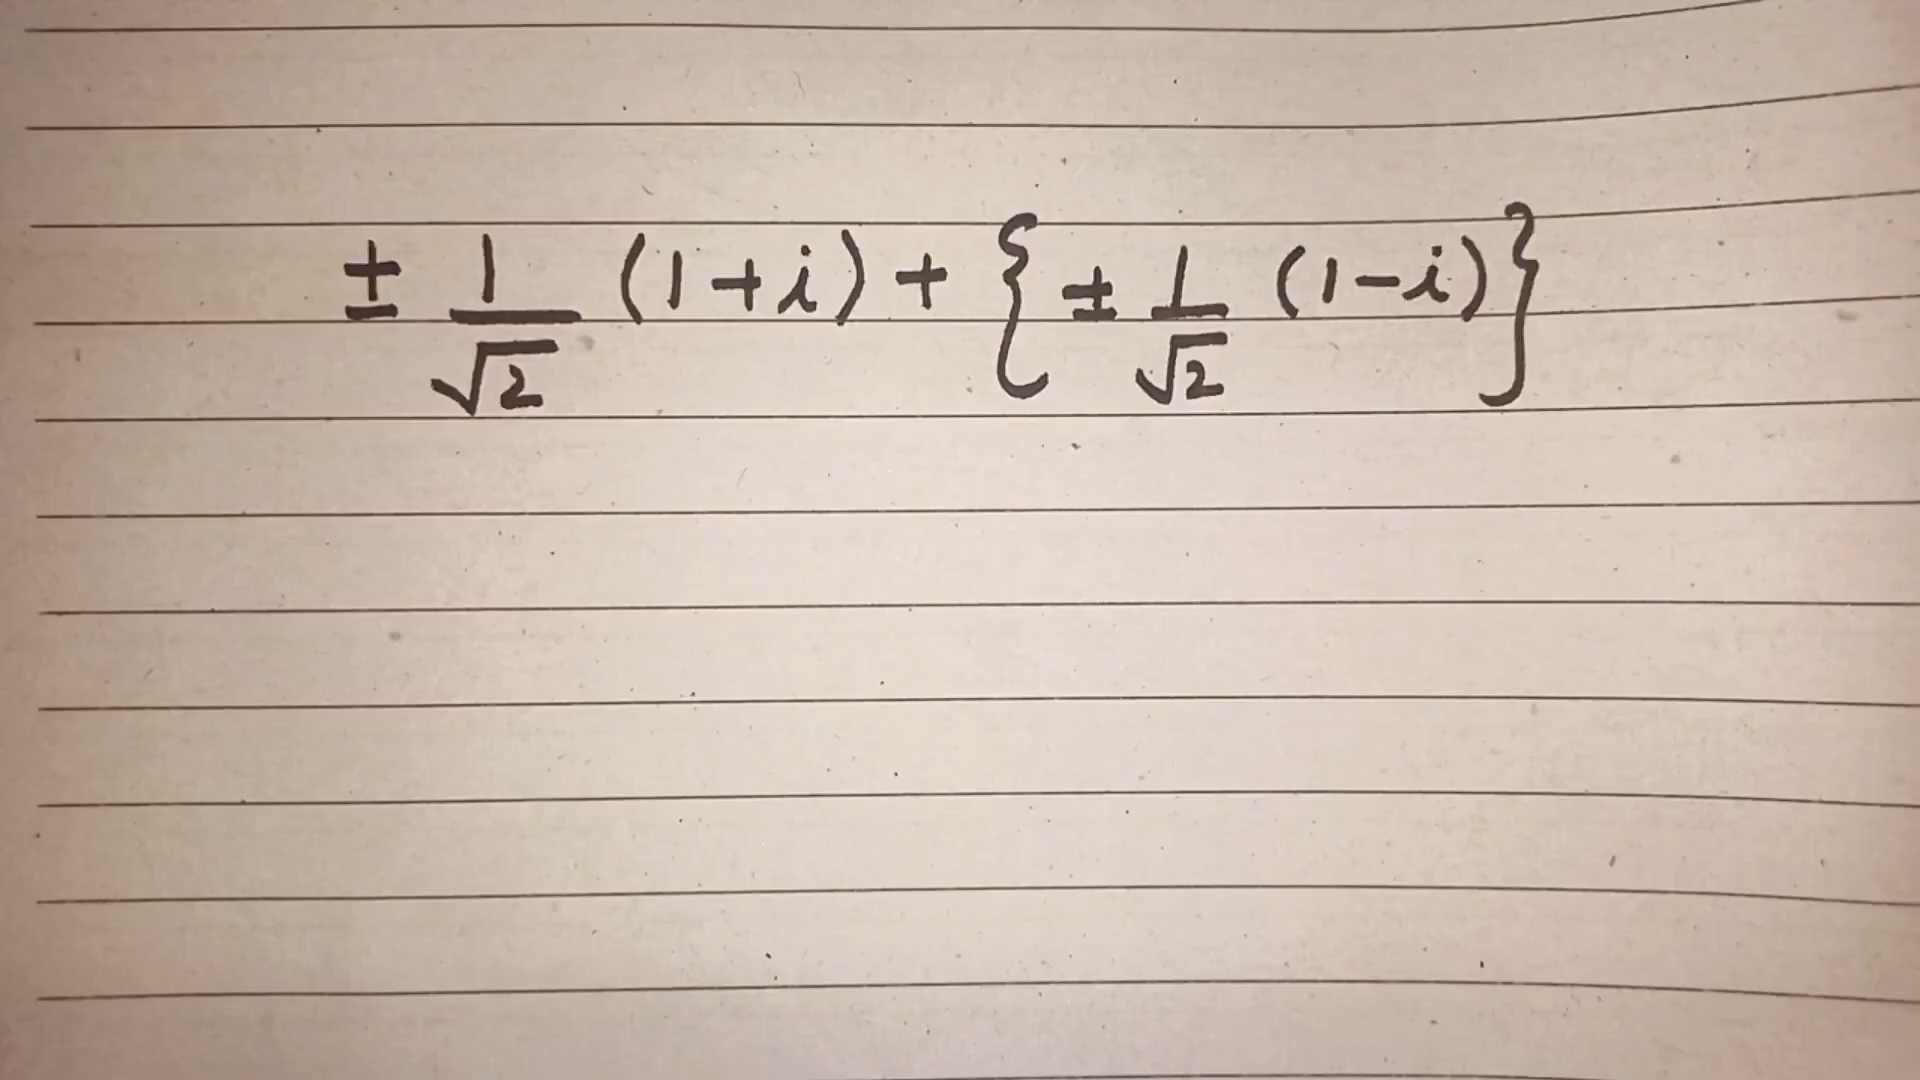 ± 1/√2 (1+i) + { ± 1/√2 (1-i) }